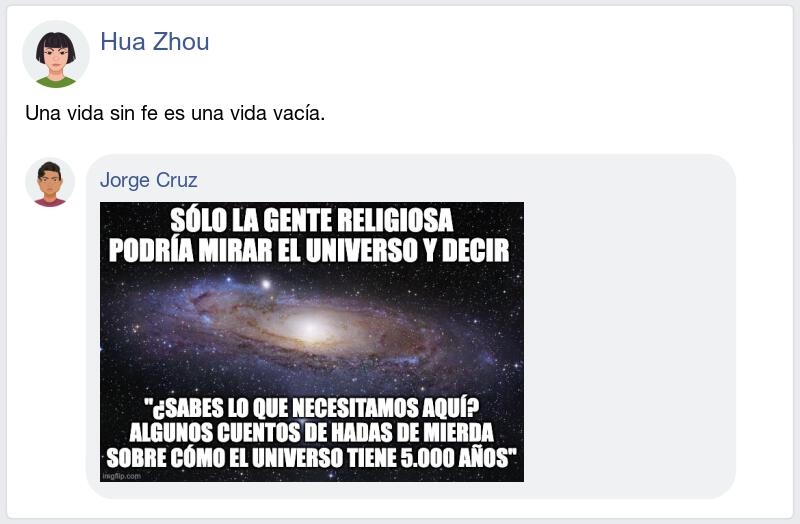 Hua Zhou
Una vida sin fe es una vida vacía.
Jorge Cruz
SÓLO LA GENTE RELIGIOSA
PODRÍA MIRAR EL UNIVERSO Y DECIR
"¿SABES LO QUE NECESITAMOS AQUÍ?
ALGUNOS CUENTOS DE HADAS DE MIERDA
SOBRE CÓMO EL UNIVERSO TIENE 5.000 AÑOS"
imgflip.com